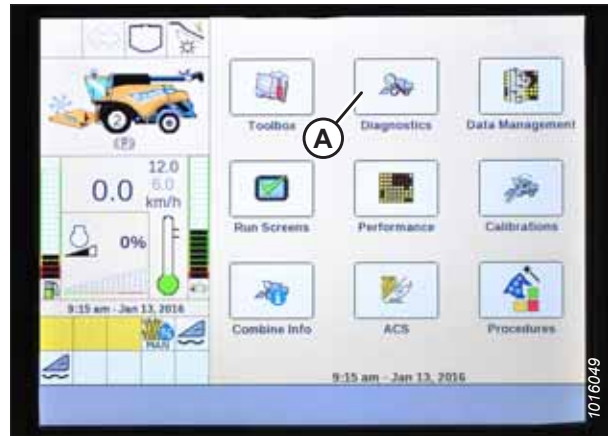 2
(P)
12.0
0.0 6.0
km/h
0%
9:15 am - Jan 13, 2016
MAN
Toolbox
Diagnostics
Data Management
A
Run Screens
Performance
Calibrations
Combine Info
ACS
Procedures
9:15 am - Jan 13, 2016
1016049